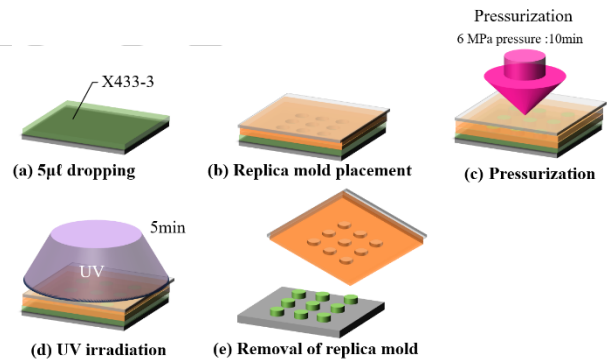 Pressurization
6 MPa pressure :10min
X433-3
(a) 5μℓ dropping
(b) Replica mold placement
(c) Pressurization
5min
UV
(d) UV irradiation
(e) Removal of replica mold